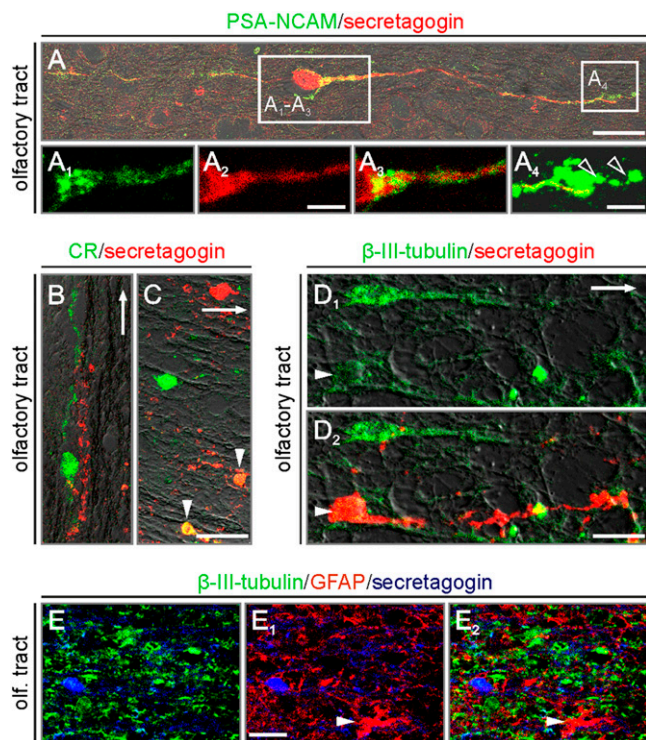 PSA-NCAM/secretagogin
olfactory tract
A
A1-A3
A4
A1
A2
A3
A4
CR/secretagogin
β-III-tubulin/secretagogin
olfactory tract
B
C
olfactory tract
D1
D2
β-III-tubulin/GFAP/secretagogin
olf. tract
E
E1
E2